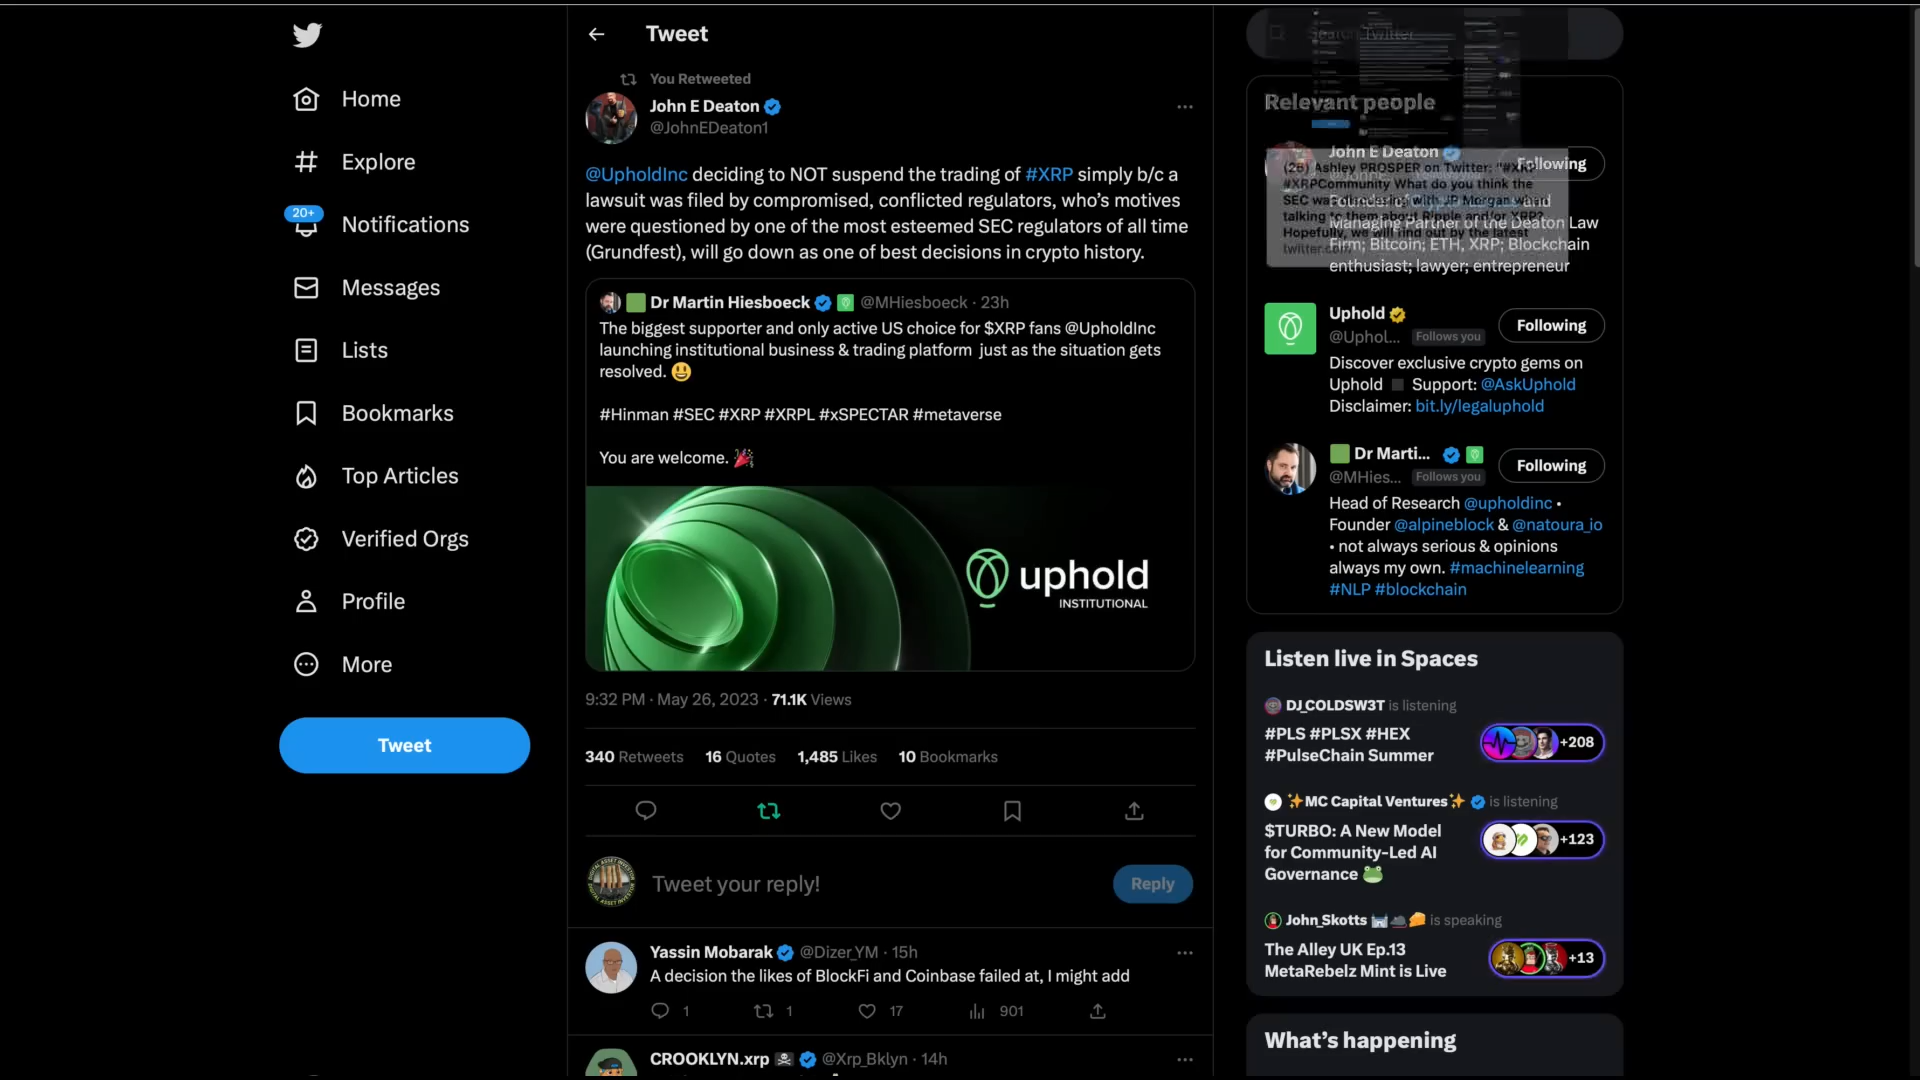 Home
Explore
20+
Notifications
Messages
Lists
Bookmarks
Top Articles
Verified Orgs
Profile
More
Tweet
Tweet
You Retweeted
John E Deaton
@JohnEDeaton1
@UpholdInc deciding to NOT suspend the trading of #XRP simply b/c a
lawsuit was filed by compromised, conflicted regulators, who's motives
were questioned by one of the most esteemed SEC regulators of all time
(Grundfest), will go down as one of best decisions in crypto history.
Dr Martin Hiesboeck @MHiesboeck · 23h
The biggest supporter and only active US choice for $XRP fans @UpholdInc
launching institutional business & trading platform just as the situation gets
resolved. 😃
#Hinman #SEC #XRP #XRPL #xSPECTAR #metaverse
You are welcome. 🎉
uphold
INSTITUTIONAL
9:32 PM · May 26, 2023 · 71.1K Views
340 Retweets 16 Quotes 1,485 Likes 10 Bookmarks
Tweet your reply!
Reply
Yassin Mobarak @Dizer_YM · 15h
A decision the likes of BlockFi and Coinbase failed at, I might add
1 1 17 901
CROOKLYN.xrp @Xrp_Bklyn · 14h
Search Twitter
Relevant people
John E Deaton
Following
(26) Ashley PROSPER on Twitter: "#XRP
#XRPCommunity What do you think the
SEC was discussing with JP Morgan when
talking to them about Ripple and/or XRP?
Hopefully, we will find out by the latest
twitter.com
Managing Partner of the Deaton Law
Firm; Bitcoin; ETH, XRP; Blockchain
enthusiast; lawyer; entrepreneur
Uphold
@Uphol... Follows you
Following
Discover exclusive crypto gems on
Uphold Support: @AskUphold
Disclaimer: bit.ly/legaluphold
Dr Marti...
@MHies... Follows you
Following
Head of Research @upholdinc •
Founder @alpineblock & @natoura_io
• not always serious & opinions
always my own. #machinelearning
#NLP #blockchain
Listen live in Spaces
DJ_COLDSW3T is listening
#PLS #PLSX #HEX
#PulseChain Summer
+208
✨MC Capital Ventures✨ is listening
$TURBO: A New Model
for Community-Led AI
Governance 🐸
+123
John_Skotts is speaking
The Alley UK Ep.13
MetaRebelz Mint is Live
+13
What's happening